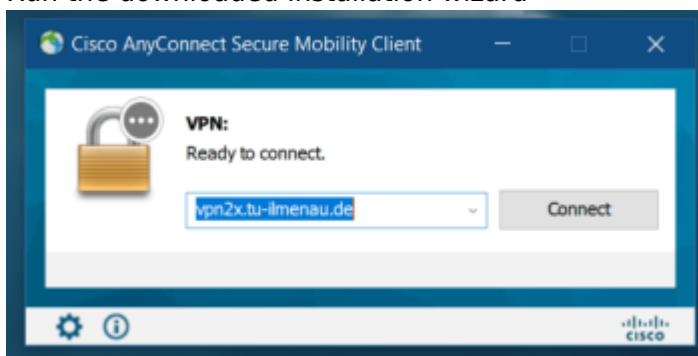 Run the downloaded installation wizard
Cisco AnyConnect Secure Mobility Client
VPN:
Ready to connect.
vpn2x.tu-ilmenau.de
Connect
CISCO